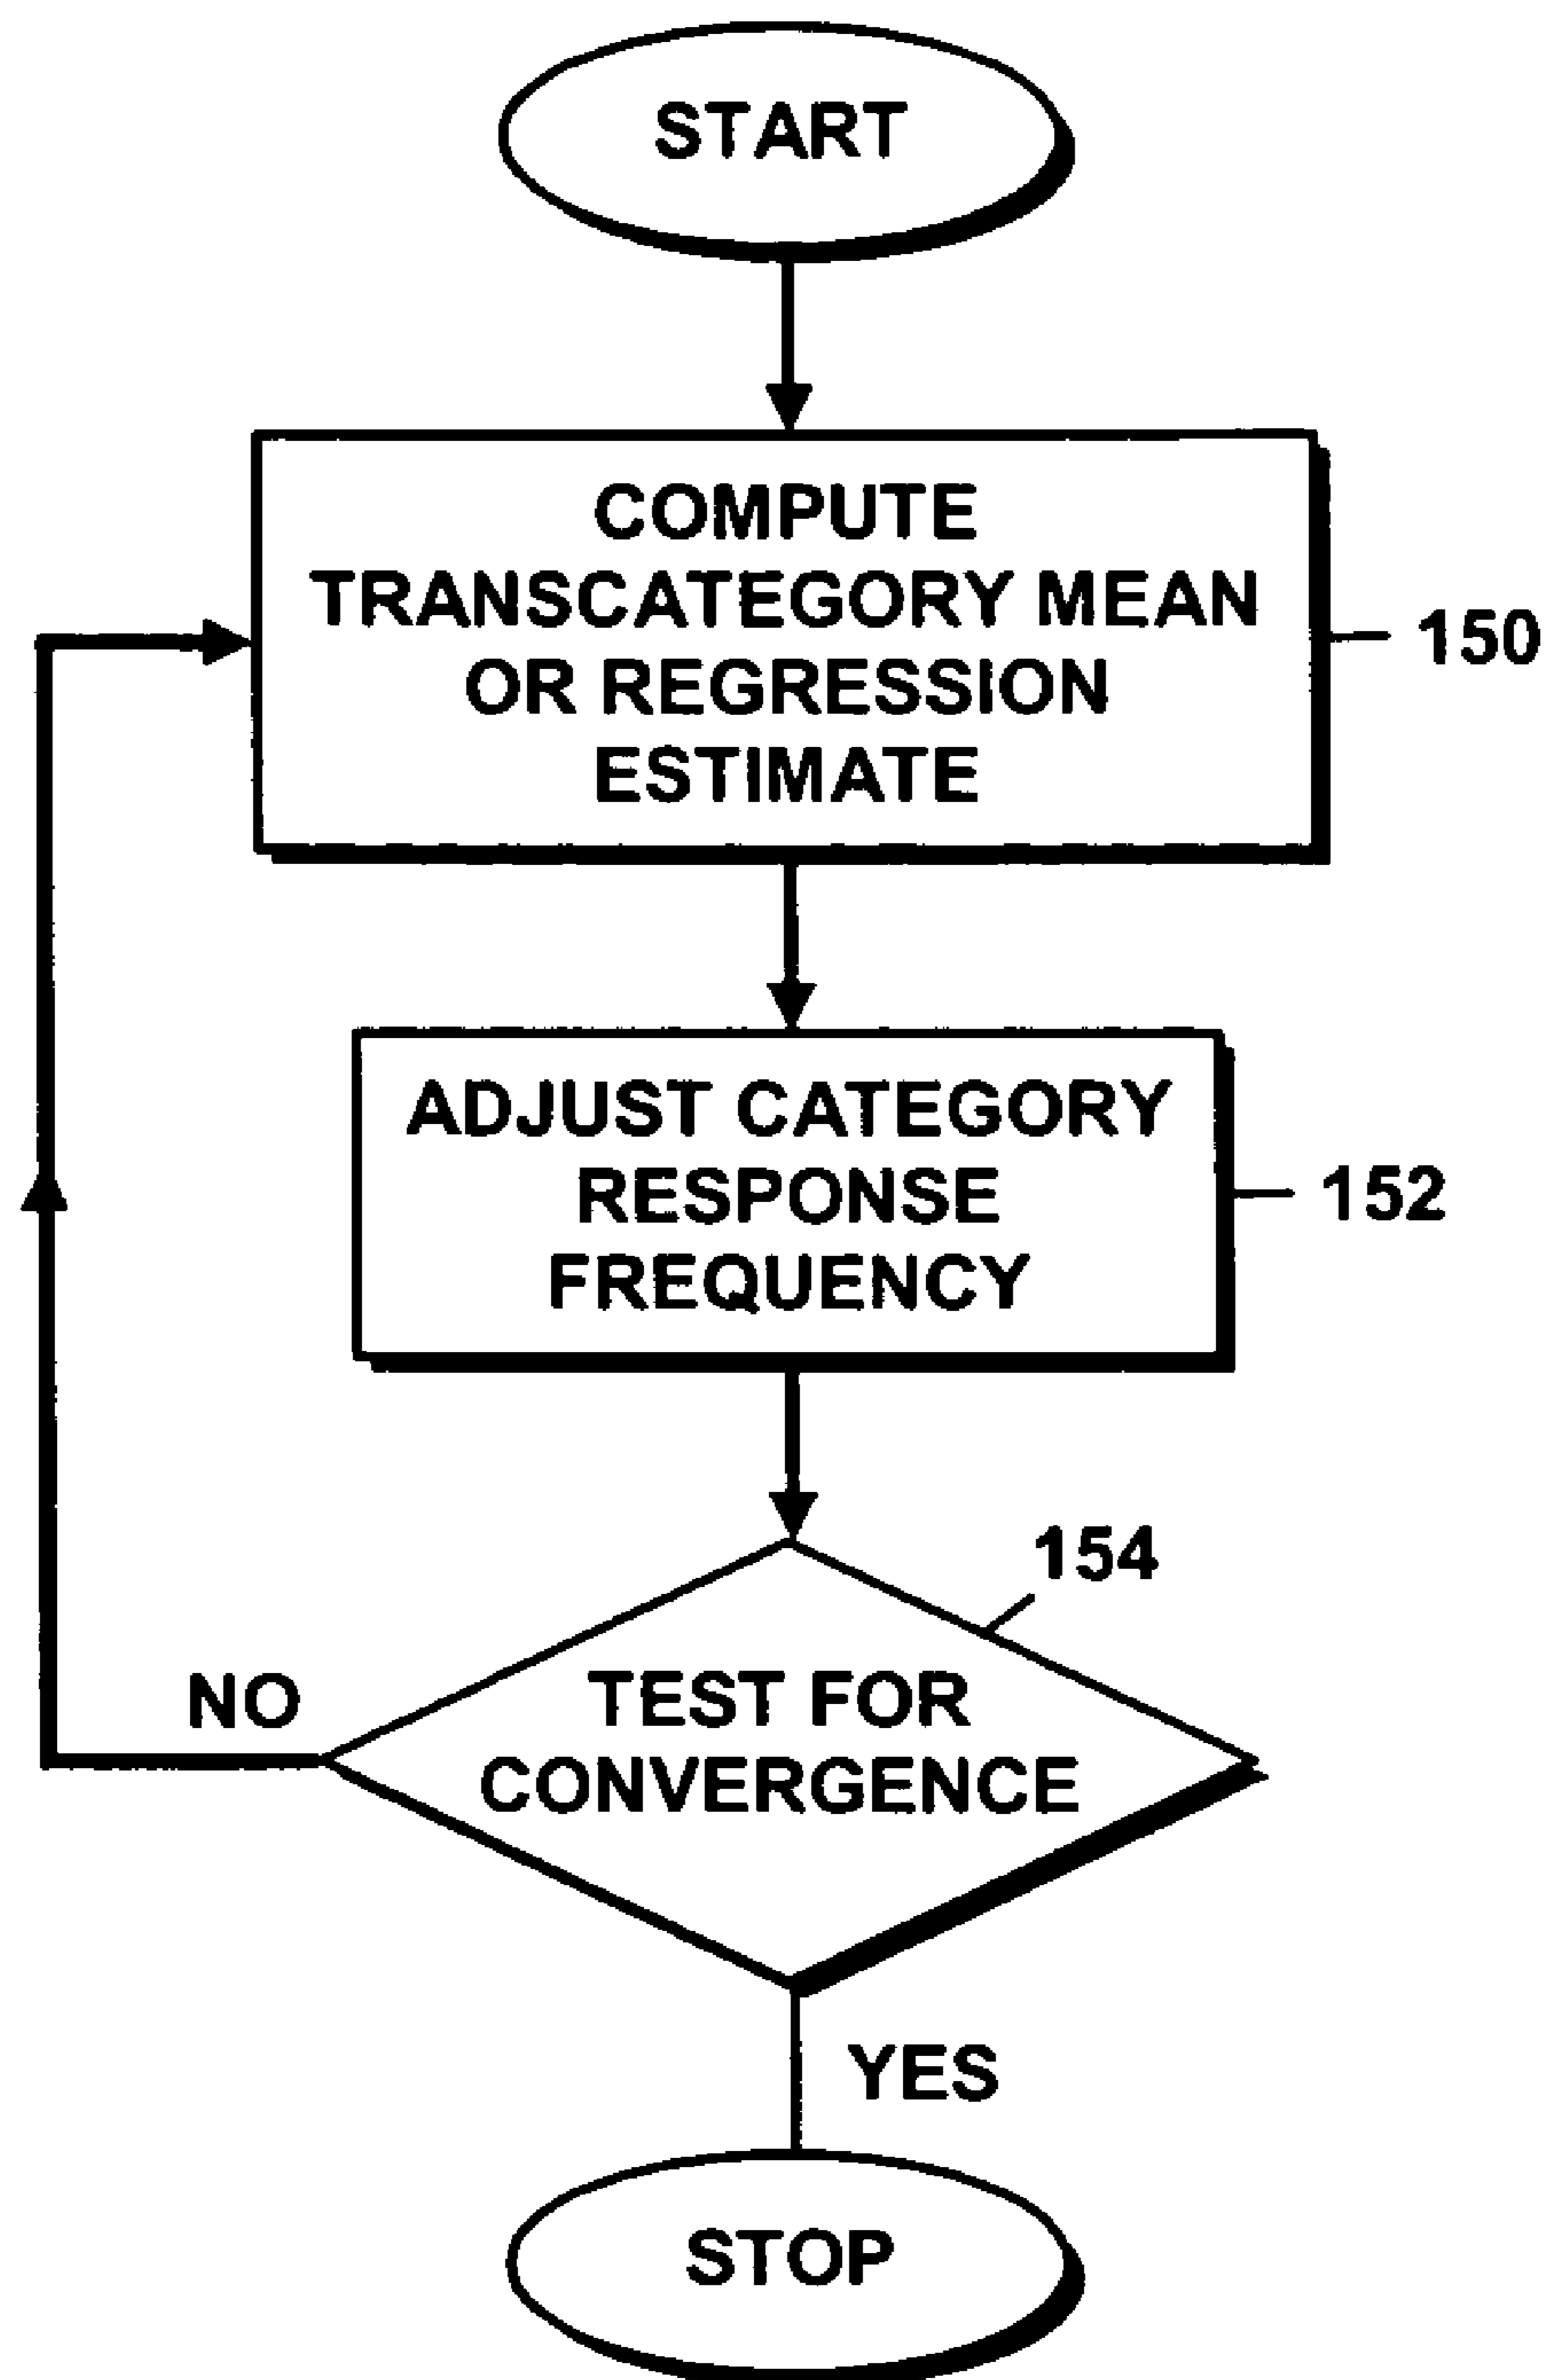 START
COMPUTE
TRANSCATEGORY MEAN
OR REGRESSION
ESTIMATE
150
ADJUST CATEGORY
RESPONSE
FREQUENCY
152
154
TEST FOR
CONVERGENCE
NO
YES
STOP